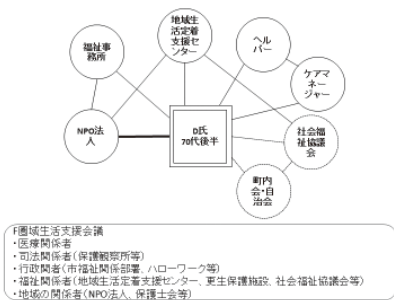 地域生
活定着
支援セ
ンター
福祉事
務所
ヘル
パー
ケアマ
ネー
ジャー
NPO法
人
D氏
70代後半
社会福
祉協議
会
町内
会・自
治会
F圏域生活支援会議
・医療関係者
・司法関係者（保護観察所等）
・行政関者（市福祉関係部署、ハローワーク等）
・福祉関係者（地域生活定着支援センター、更生保護施設、社会福祉協議会等）
・地域の関係者（NPO法人、保護士会等）